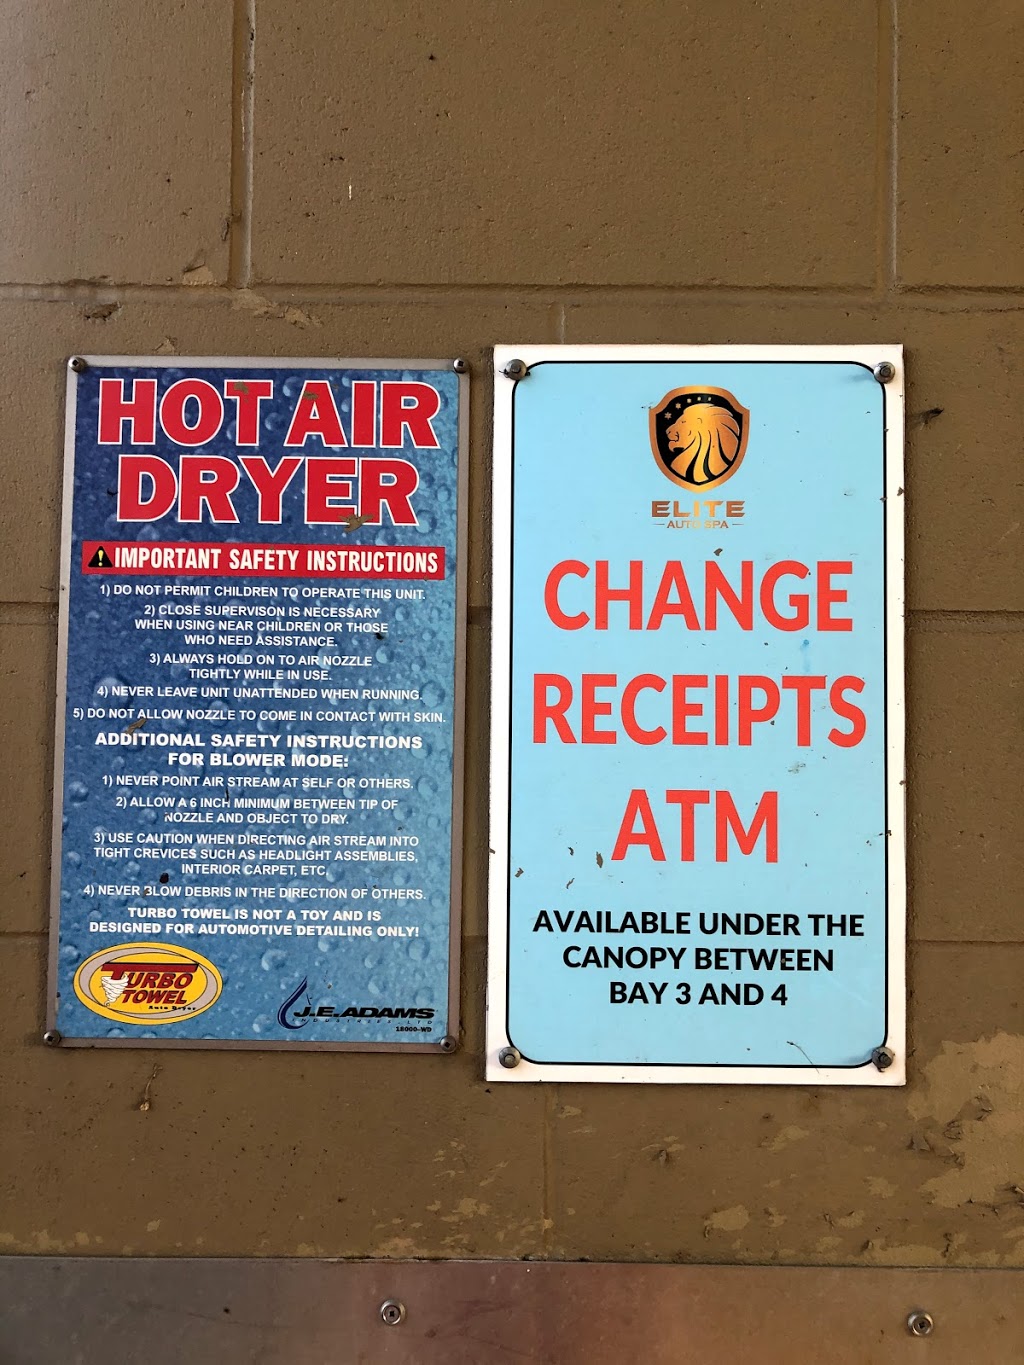 HOT AIR
DRYER
IMPORTANT SAFETY INSTRUCTIONS
1) DO NOT PERMIT CHILDREN TO OPERATE THIS UNIT.
2) CLOSE SUPERVISON IS NECESSARY
WHEN USING NEAR CHILDREN OR THOSE
WHO NEED ASSISTANCE.
3) ALWAYS HOLD ON TO AIR NOZZLE
TIGHTLY WHILE IN USE.
4) NEVER LEAVE UNIT UNATTENDED WHEN RUNNING.
5) DO NOT ALLOW NOZZLE TO COME IN CONTACT WITH SKIN.
ADDITIONAL SAFETY INSTRUCTIONS
FOR BLOWER MODE:
1) NEVER POINT AIR STREAM AT SELF OR OTHERS.
2) ALLOW A 6 INCH MINIMUM BETWEEN TIP OF
NOZZLE AND OBJECT TO DRY.
3) USE CAUTION WHEN DIRECTING AIR STREAM INTO
TIGHT CREVICES SUCH AS HEADLIGHT ASSEMBLIES,
INTERIOR CARPET, ETC.
4) NEVER BLOW DEBRIS IN THE DIRECTION OF OTHERS.
TURBO TOWEL IS NOT A TOY AND IS
DESIGNED FOR AUTOMOTIVE DETAILING ONLY!
TURBO
TOWEL
Auto Dryer
J.E. ADAMS
INDUSTRIES, LTD
18000-WD
ELITE
AUTO SPA
CHANGE
RECEIPTS
ATM
AVAILABLE UNDER THE
CANOPY BETWEEN
BAY 3 AND 4